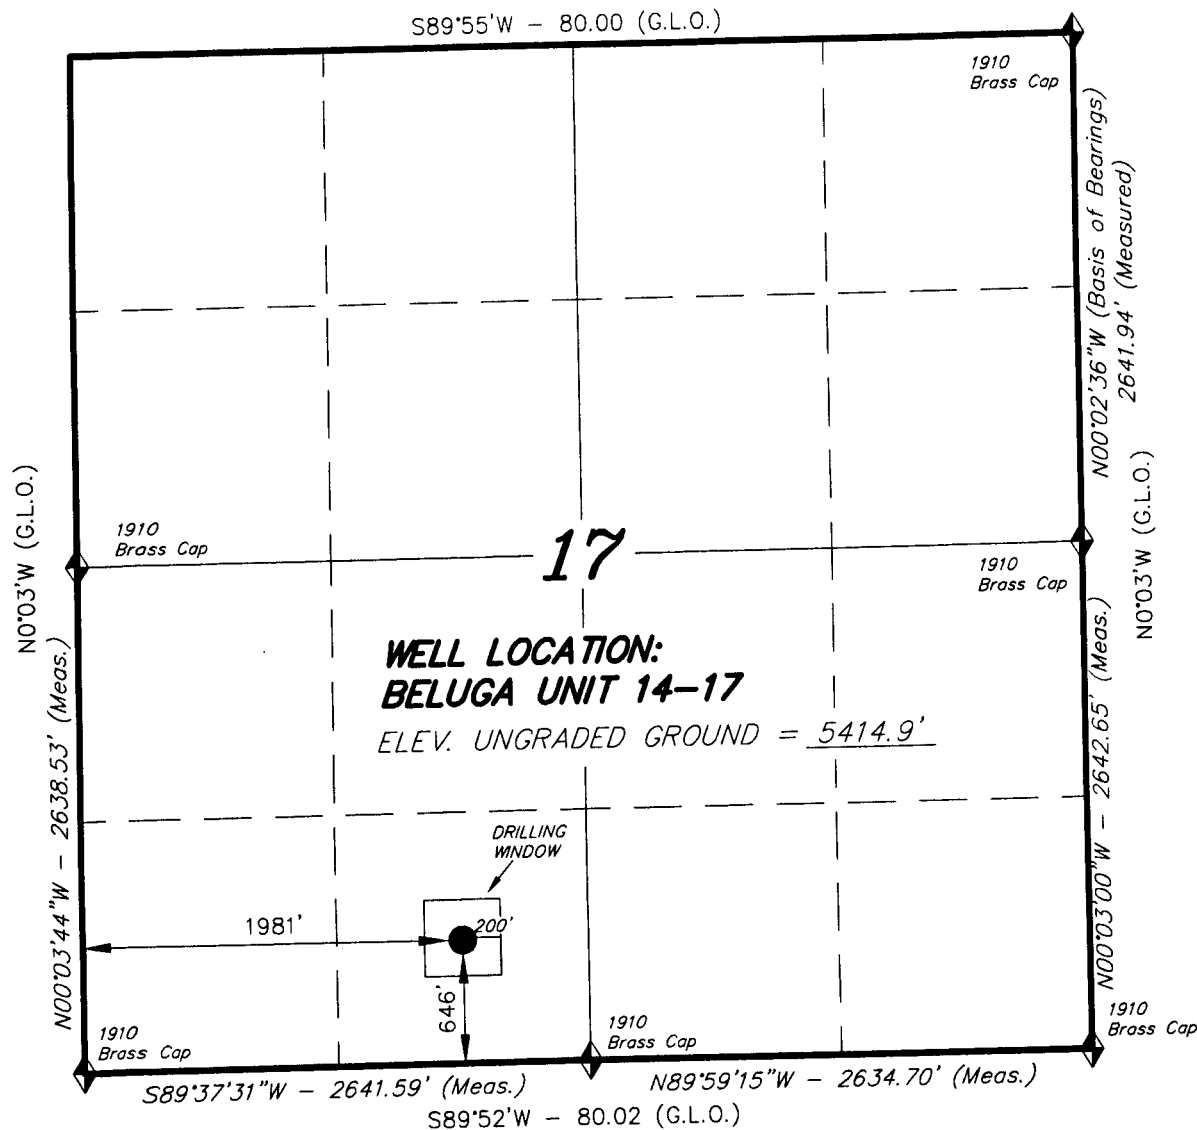 S89°55'W - 80.00 (G.L.O.)
1910
Brass Cap
N00°02'36"W (Basis of Bearings)
2641.94' (Measured)
N0°03'W (G.L.O.)
N0°03'W (G.L.O.)
1910
Brass Cap
17
1910
Brass Cap
WELL LOCATION:
BELUGA UNIT 14-17
ELEV. UNGRADED GROUND = 5414.9'
N00°03'44"W - 2638.53' (Meas.)
N00°03'00"W - 2642.65' (Meas.)
DRILLING
WINDOW
1981'
200'
646'
1910
Brass Cap
1910
Brass Cap
1910
Brass Cap
S89°37'31"W - 2641.59' (Meas.)
N89°59'15"W - 2634.70' (Meas.)
S89°52'W - 80.02 (G.L.O.)